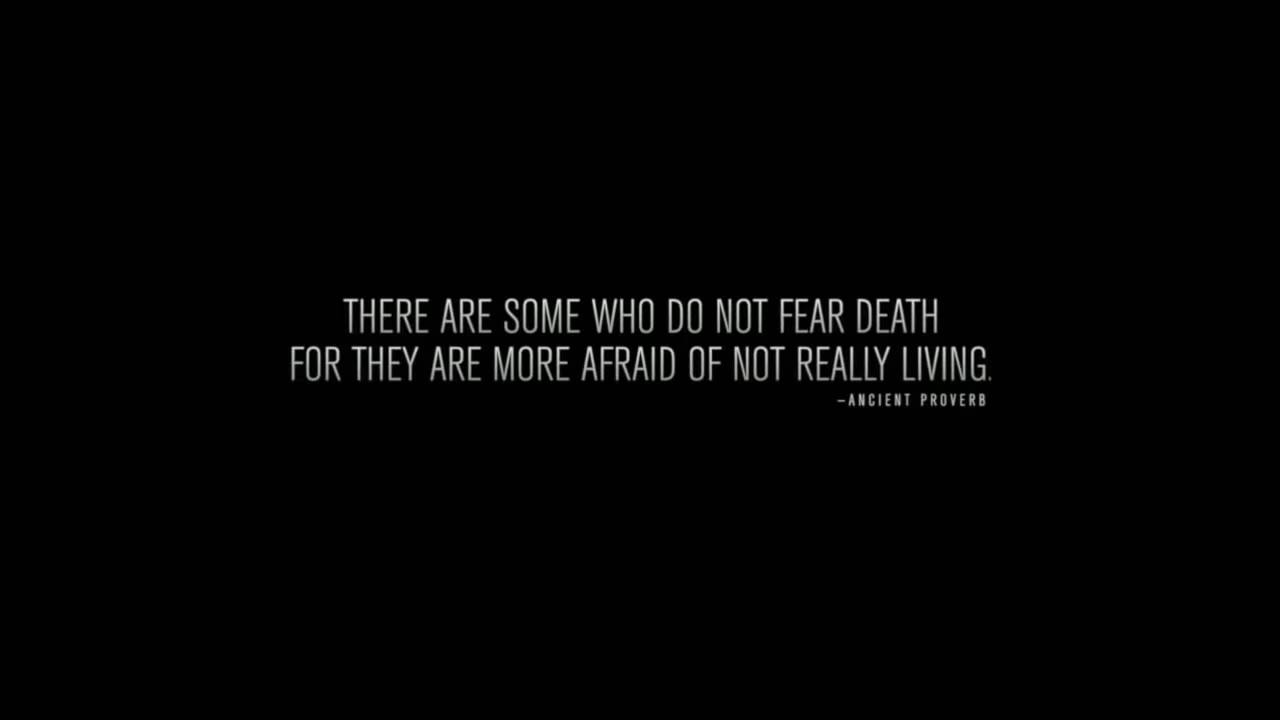 THERE ARE SOME WHO DO NOT FEAR DEATH
FOR THEY ARE MORE AFRAID OF NOT REALLY LIVING.
–ANCIENT PROVERB